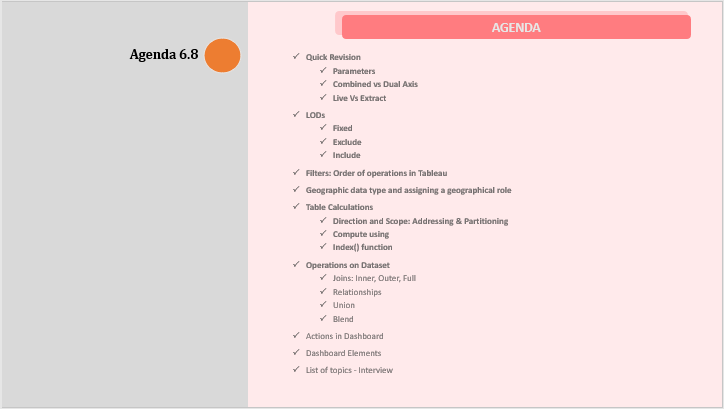 Agenda 6.8
AGENDA
✓ Quick Revision
✓ Parameters
✓ Combined vs Dual Axis
✓ Live Vs Extract
✓ LODs
✓ Fixed
✓ Exclude
✓ Include
✓ Filters: Order of operations in Tableau
✓ Geographic data type and assigning a geographical role
✓ Table Calculations
✓ Direction and Scope: Addressing & Partitioning
✓ Compute using
✓ Index() function
✓ Operations on Dataset
✓ Joins: Inner, Outer, Full
✓ Relationships
✓ Union
✓ Blend
✓ Actions in Dashboard
✓ Dashboard Elements
✓ List of topics - Interview